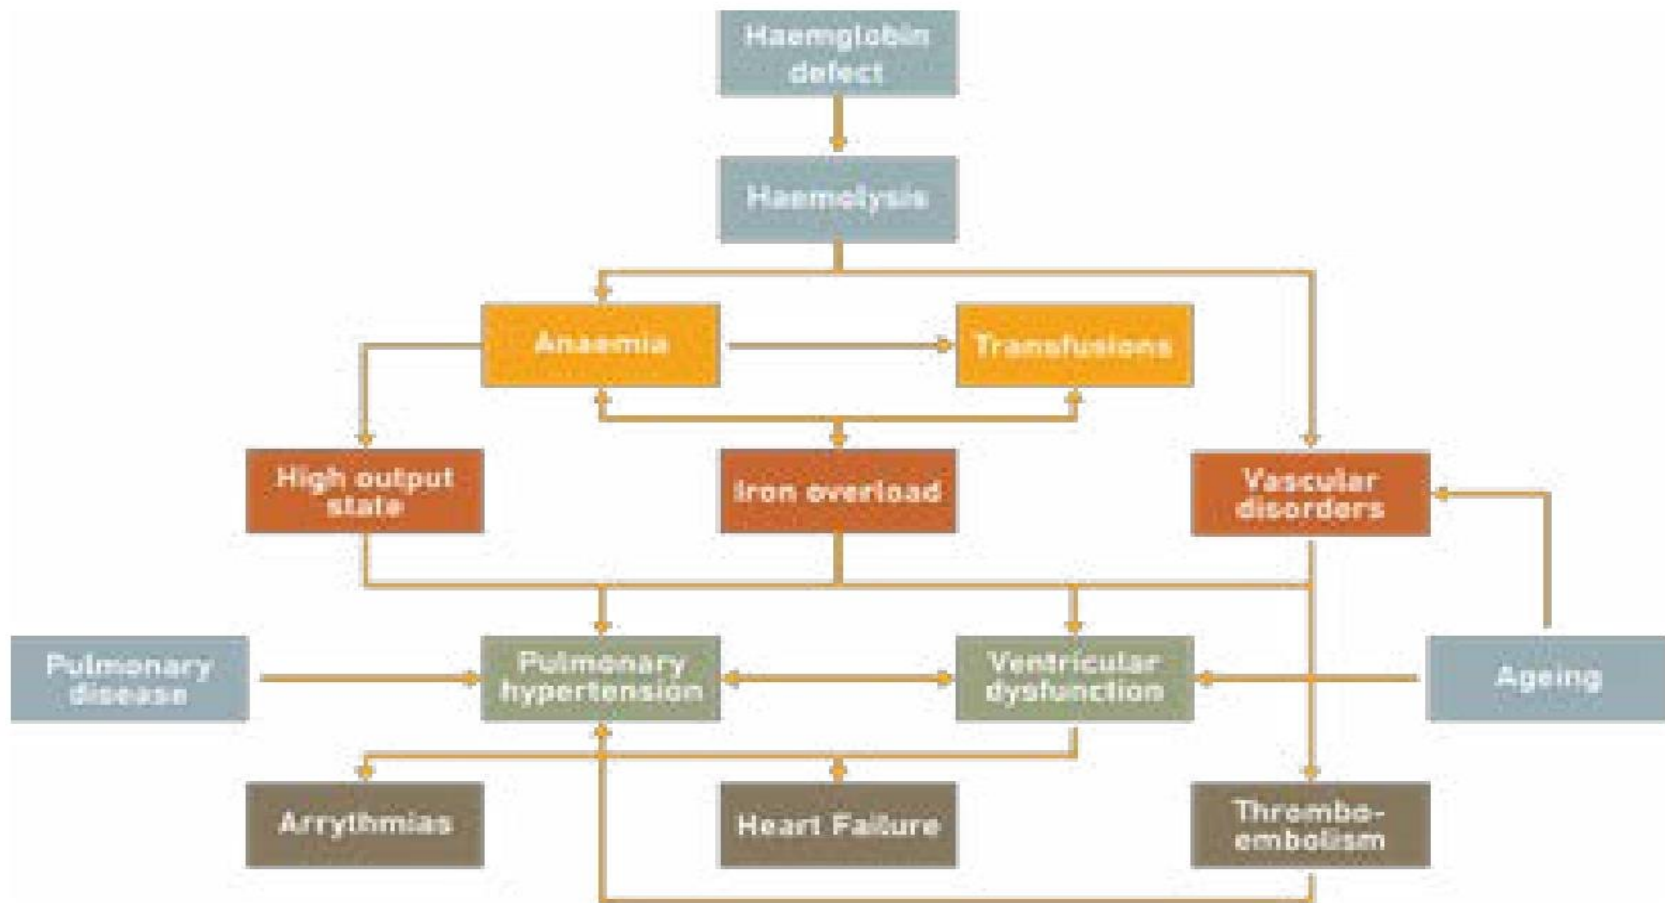 Haemglobin
defect
Haemolysis
Anaemia
Transfusions
High output
state
Iron overload
Vascular
disorders
Pulmonary
disease
Pulmonary
hypertension
Ventricular
dysfunction
Ageing
Arrythmias
Heart Failure
Thrombo-
embolism